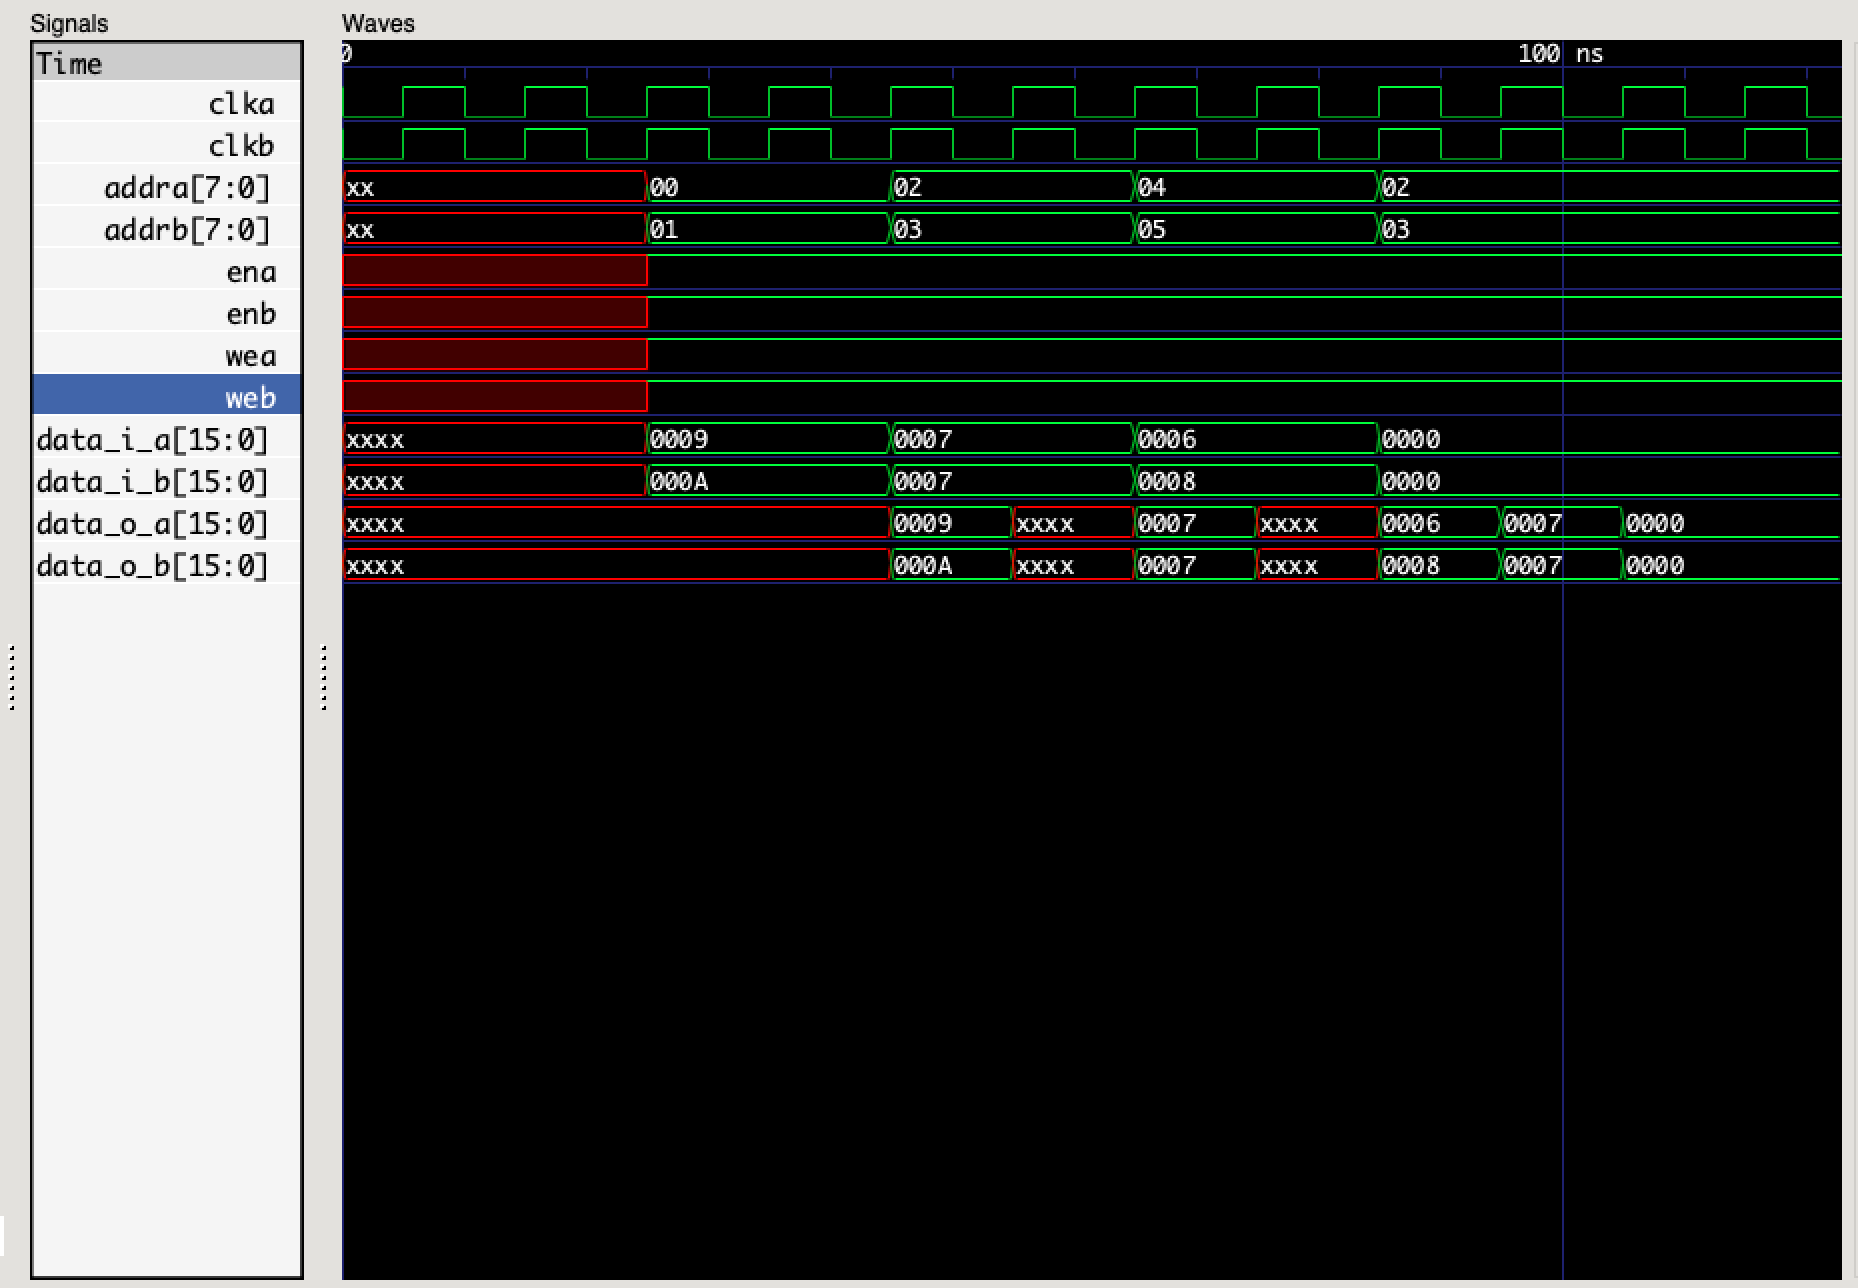 Signals Waves
Time 0 100 ns
clka
clkb
addra[7:0] xx 00 02 04 02
addrb[7:0] xx 01 03 05 03
ena
enb
wea
web
data_i_a[15:0] xxxx 0009 0007 0006 0000
data_i_b[15:0] xxxx 000A 0007 0008 0000
data_o_a[15:0] xxxx 0009 xxxx 0007 xxxx 0006 0007 0000
data_o_b[15:0] xxxx 000A xxxx 0007 xxxx 0008 0007 0000